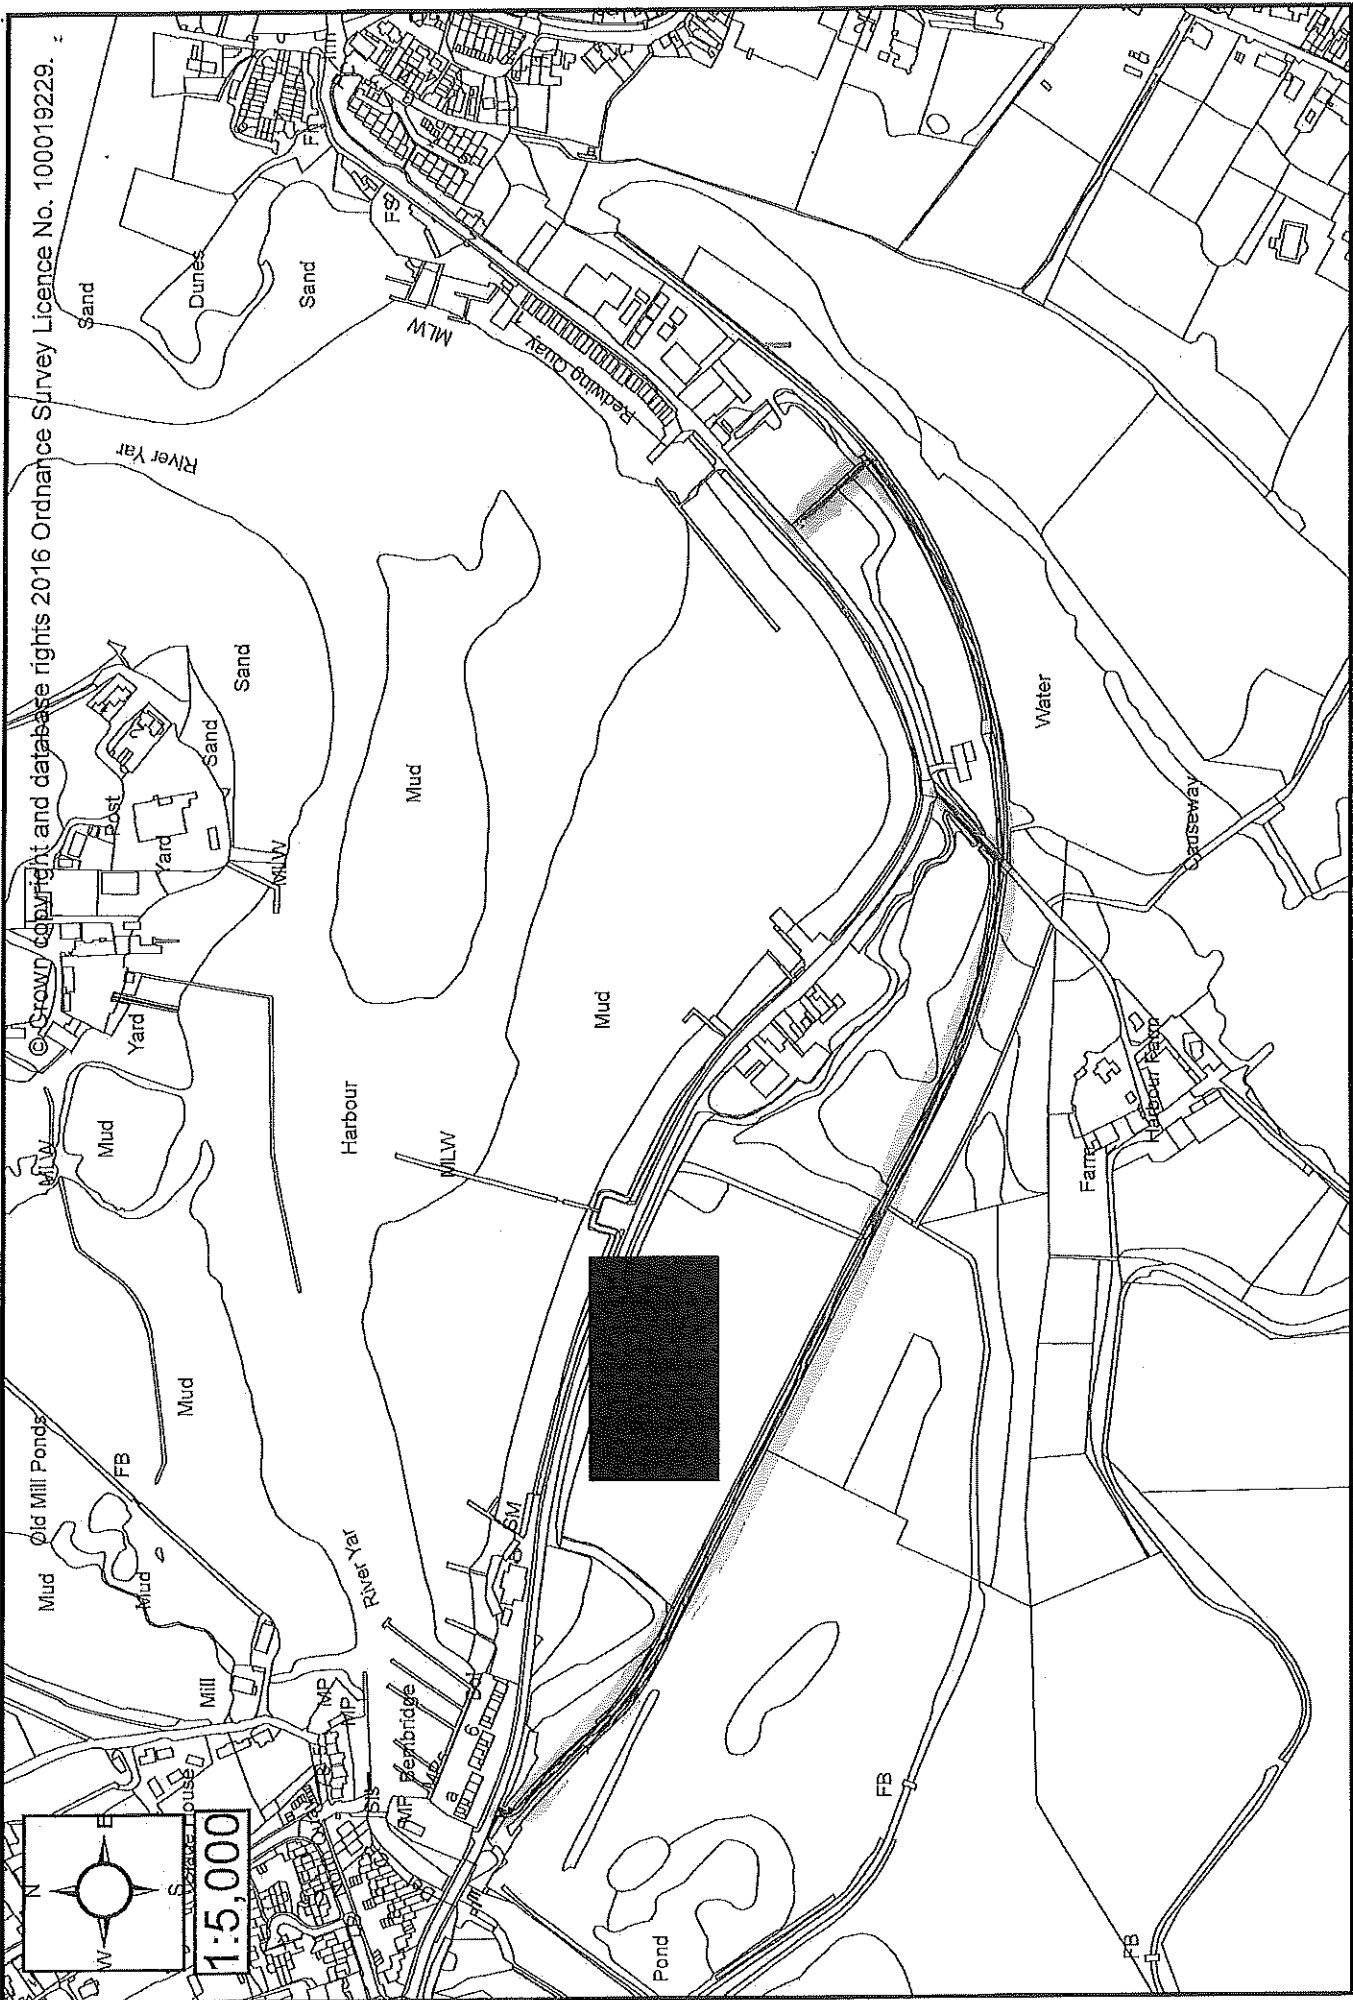 © Crown copyright and database rights 2016 Ordnance Survey Licence No. 100019229.
N
W
E
S
1:5,000
Old Mill Ponds
Mud
Mud
FB
Mud
Mill
MP
MP
River Yar
Bembridge
MP
6
a
SM
MLW
Mud
Yard
Harbour
MLW
Post
Yard
MLW
Sand
Sand
Mud
Mud
River Yar
Sand
Dunes
Sand
FS
MLW
Redwing Quay
1
Water
Causeway
Harbour Farm
Farm
Pond
FB
FB